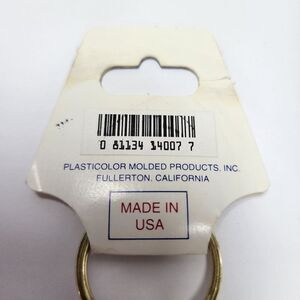 0 81134 14007 7
PLASTICOLOR MOLDED PRODUCTS, INC.
FULLERTON, CALIFORNIA
MADE IN
USA